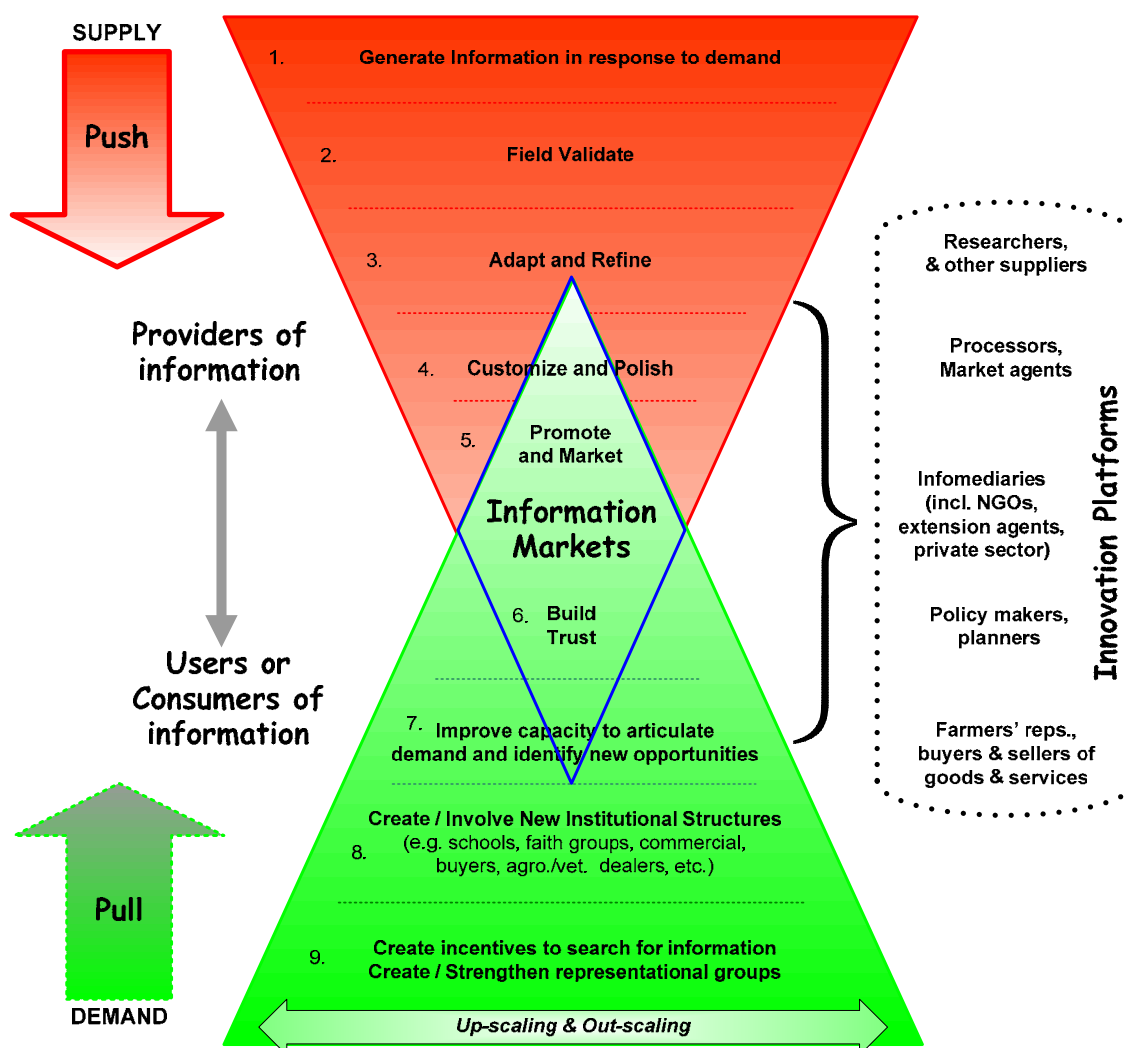 SUPPLY
Push
Providers of
information
Users or
Consumers of
information
Pull
DEMAND
1. Generate Information in response to demand
2. Field Validate
3. Adapt and Refine
4. Customize and Polish
5. Promote
and Market
Information
Markets
6. Build
Trust
7. Improve capacity to articulate
demand and identify new opportunities
Create / Involve New Institutional Structures
8. (e.g. schools, faith groups, commercial,
buyers, agro./vet. dealers, etc.)
9. Create incentives to search for information
Create / Strengthen representational groups
Up-scaling & Out-scaling
Researchers,
& other suppliers
Processors,
Market agents
Infomediaries
(incl. NGOs,
extension agents,
private sector)
Policy makers,
planners
Farmers' reps.,
buyers & sellers of
goods & services
Innovation Platforms